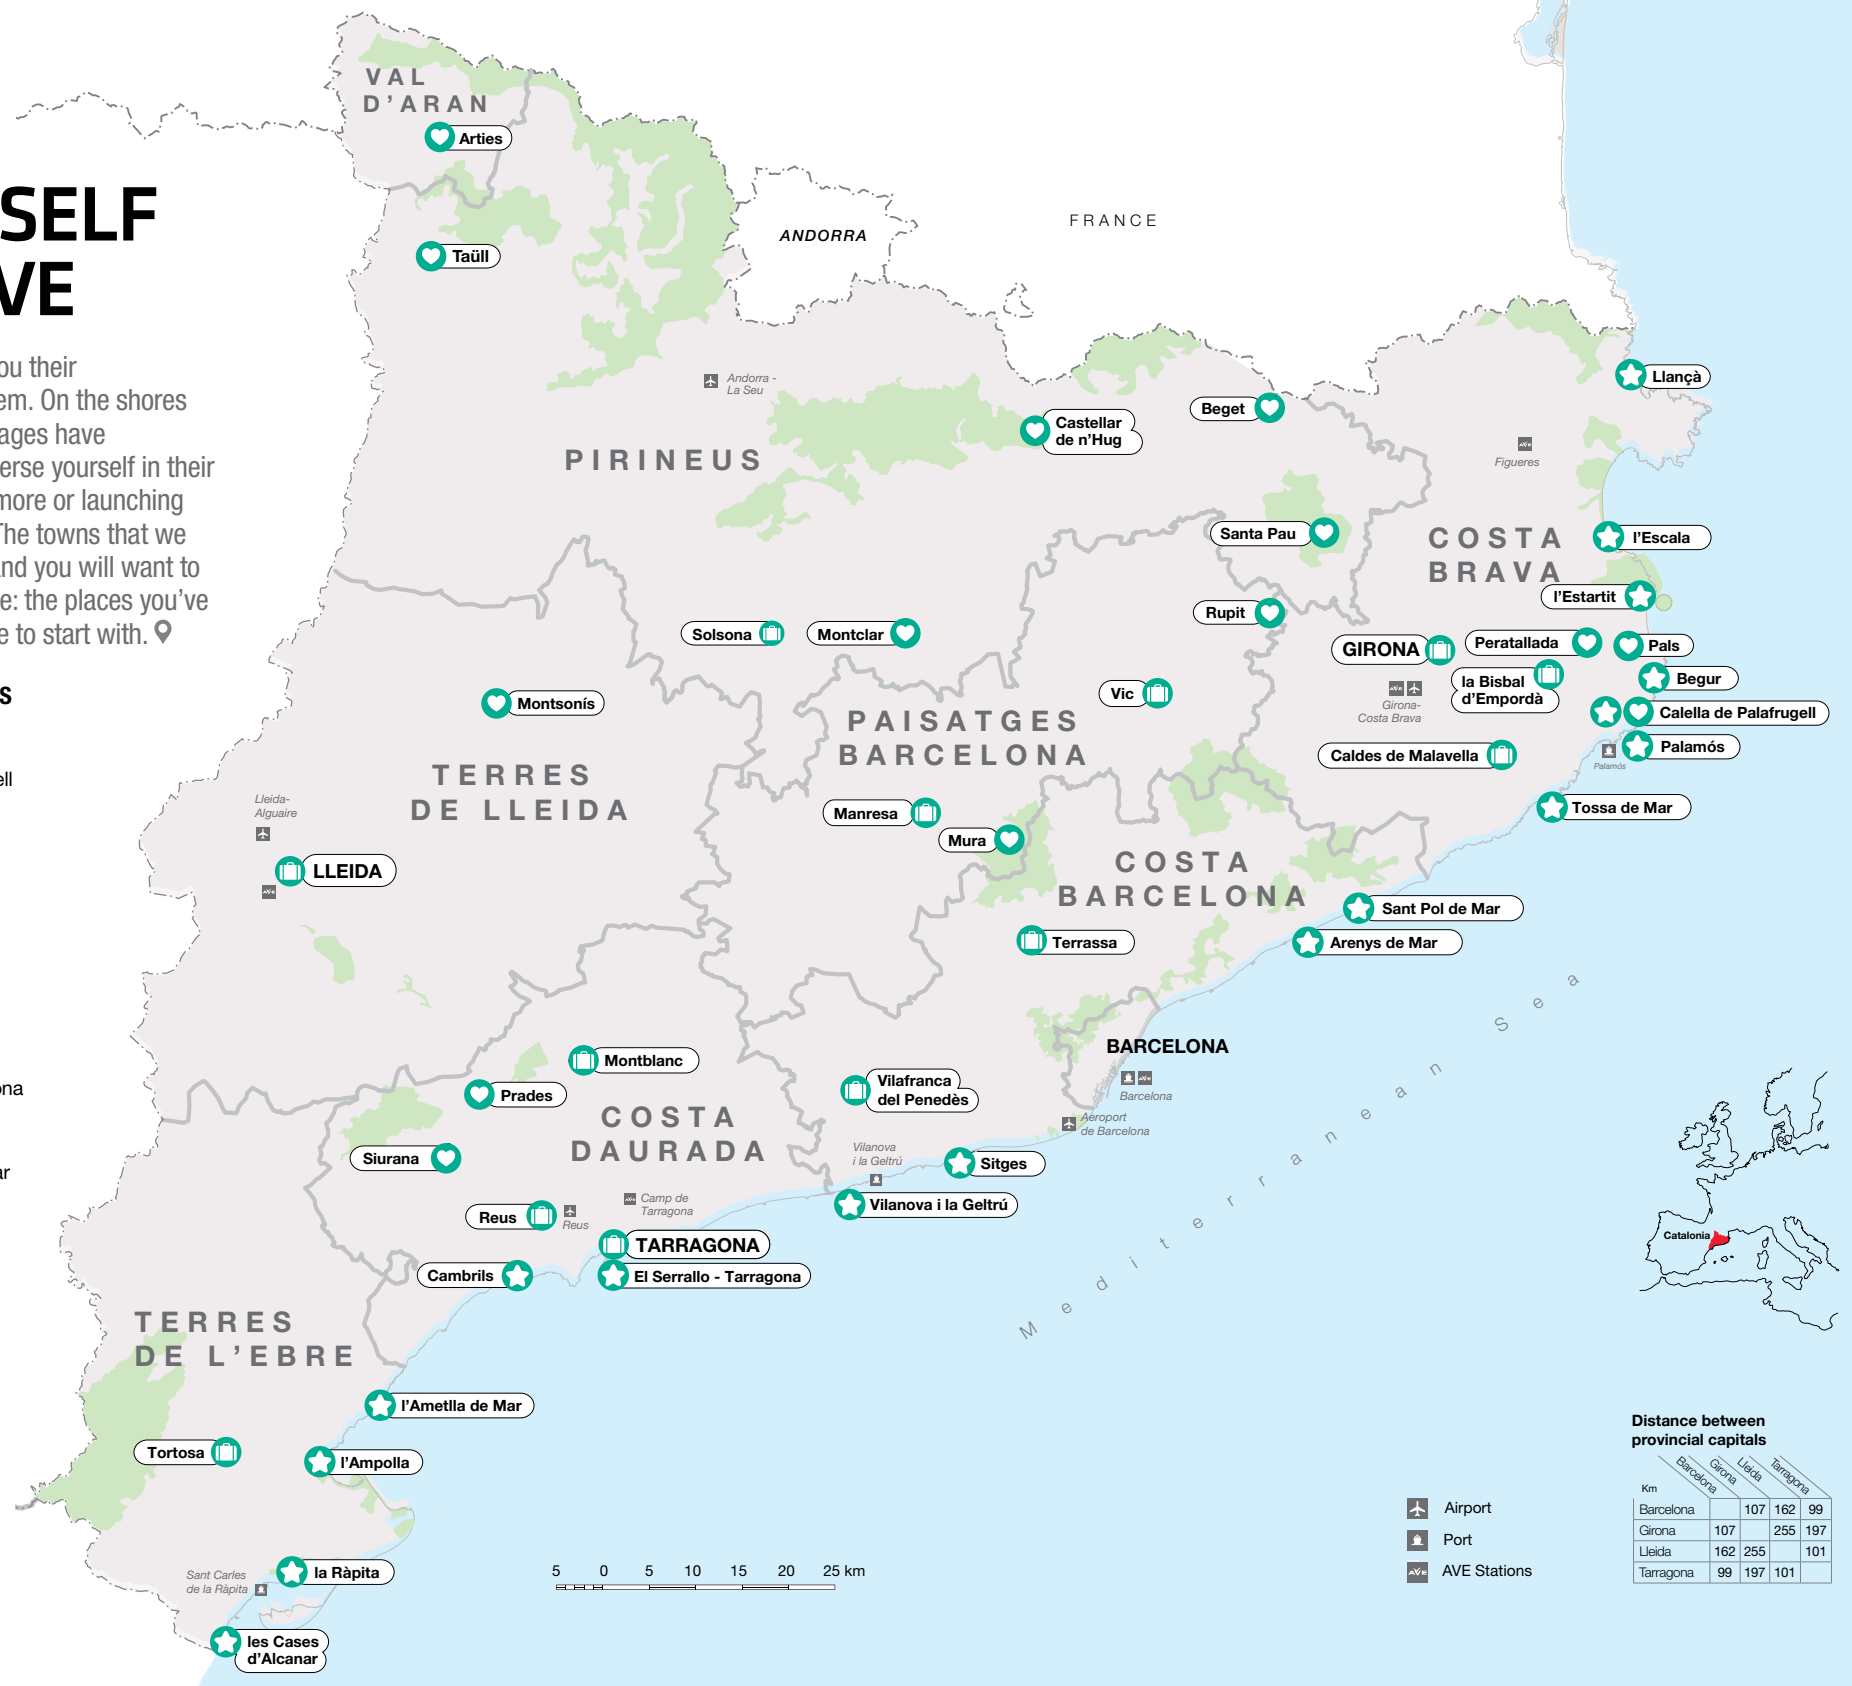 SELF
VE
ou their
em. On the shores
ages have
erse yourself in their
more or launching
The towns that we
and you will want to
e: the places you've
e to start with.
s
ell
ona
ar
VAL
D'ARAN
Arties
Taüll
ANDORRA
FRANCE
Andorra -
La Seu
PIRINEUS
Castellar
de n'Hug
Beget
Llançà
Figueres
Santa Pau
COSTA
BRAVA
l'Escala
l'Estartit
Rupit
Solsona
Montclar
GIRONA
Peratallada
Pals
la Bisbal
d'Empordà
Begur
Girona-
Costa Brava
Calella de Palafrugell
Palamós
Palamós
Caldes de Malavella
Tossa de Mar
Montsonís
Vic
PAISATGES
BARCELONA
TERRES
DE LLEIDA
Lleida-
Alguaire
LLEIDA
Manresa
Mura
COSTA
BARCELONA
Sant Pol de Mar
Arenys de Mar
Terrassa
BARCELONA
Barcelona
Aeroport
de Barcelona
Montblanc
Prades
Vilafranca
del Penedès
COSTA
DAURADA
Siurana
Vilanova
i la Geltrú
Sitges
Vilanova i la Geltrú
Reus
Reus
Camp de
Tarragona
TARRAGONA
El Serrallo - Tarragona
Cambrils
Mediterranean Sea
Catalonia
TERRES
DE L'EBRE
l'Ametlla de Mar
Tortosa
l'Ampolla
Sant Carles
de la Ràpita
la Ràpita
les Cases
d'Alcanar
5 0 5 10 15 20 25 km
Airport
Port
AVE Stations
Distance between
provincial capitals
Km Barcelona Girona Lleida Tarragona
Barcelona 107 162 99
Girona 107 255 197
Lleida 162 255 101
Tarragona 99 197 101